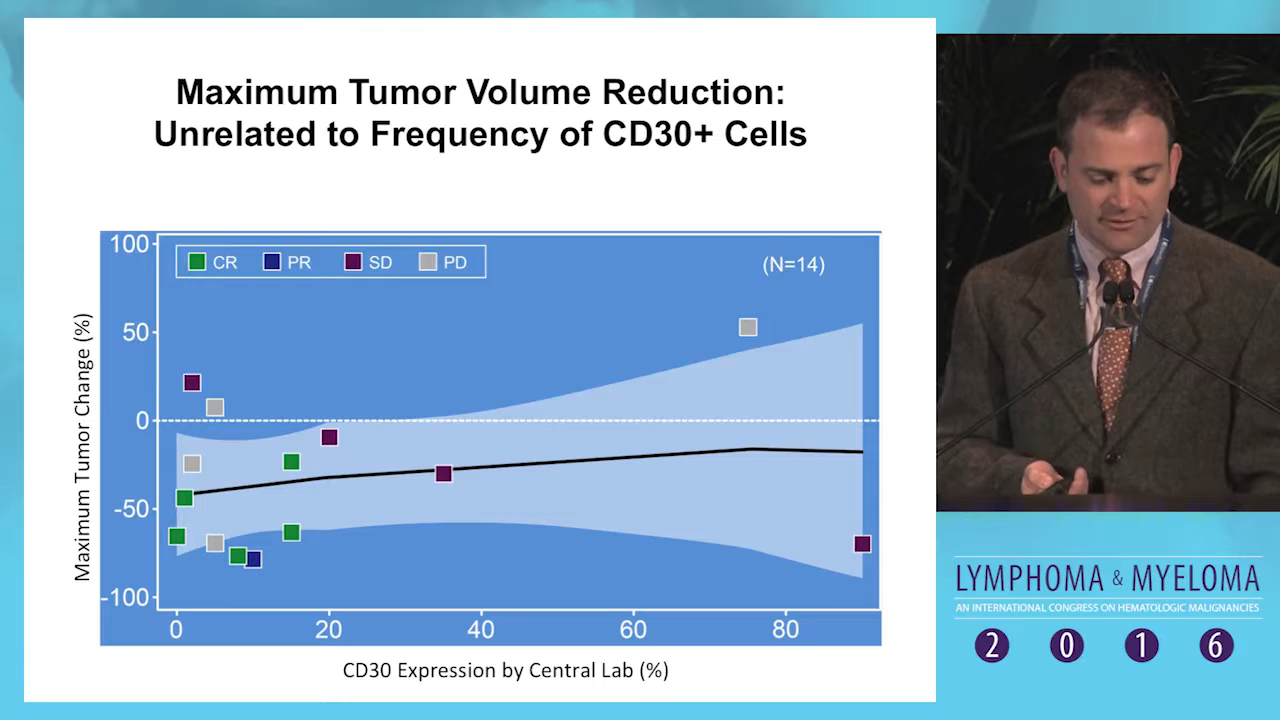 Maximum Tumor Volume Reduction:
Unrelated to Frequency of CD30+ Cells
CR PR SD PD
(N=14)
Maximum Tumor Change (%)
100
50
0
-50
-100
0 20 40 60 80
CD30 Expression by Central Lab (%)
LYMPHOMA & MYELOMA
AN INTERNATIONAL CONGRESS ON HEMATOLOGIC MALIGNANCIES
2 0 1 6